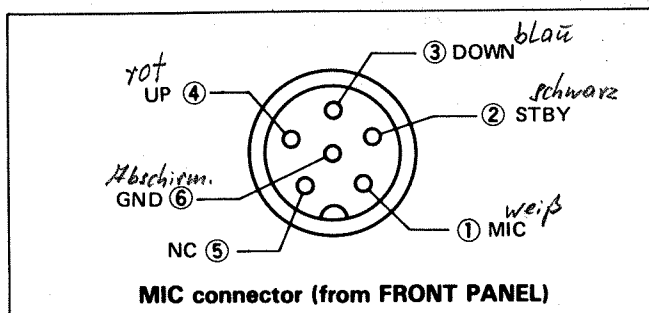 blau
③ DOWN
rot
UP ④
schwarz
② STBY
Abschirm.
GND ⑥
weiß
① MIC
NC ⑤
MIC connector (from FRONT PANEL)